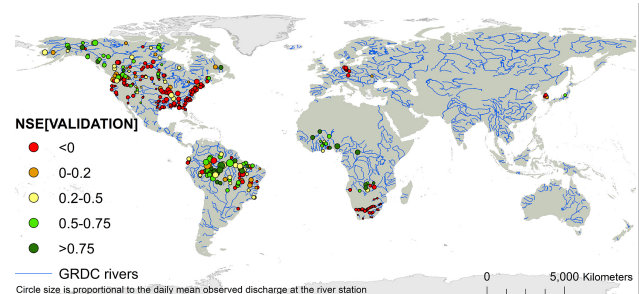 NSE[VALIDATION]
<0
0-0.2
0.2-0.5
0.5-0.75
>0.75
GRDC rivers
0 5,000 Kilometers
Circle size is proportional to the daily mean observed discharge at the river station